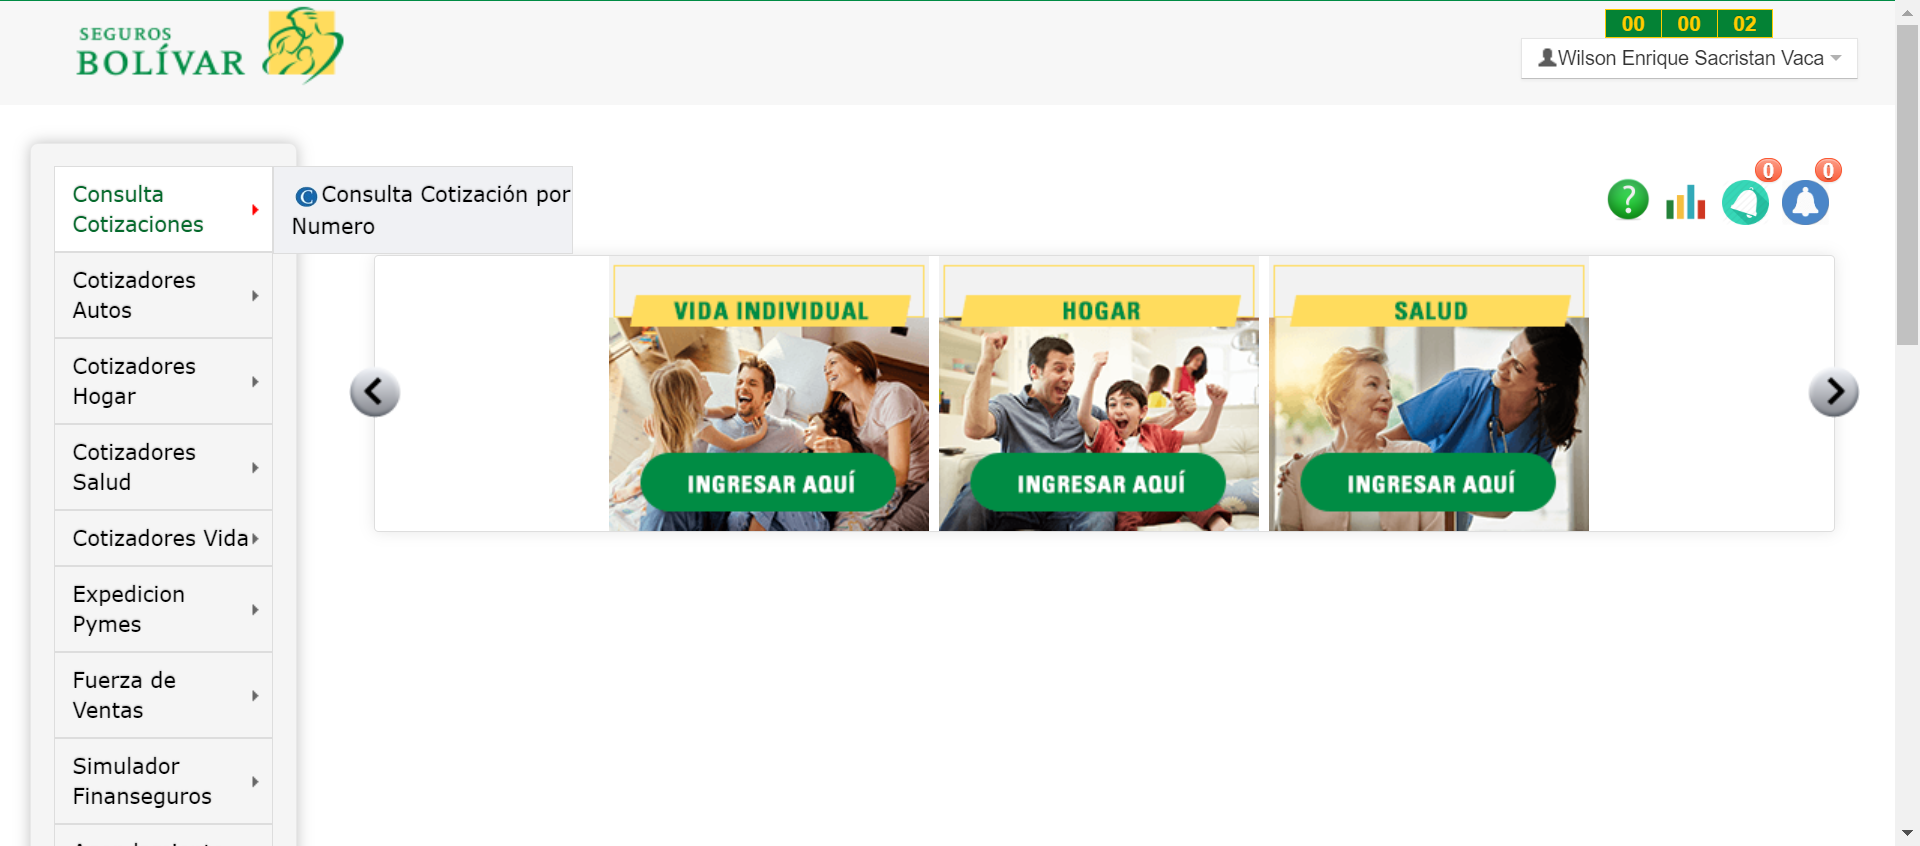 SEGUROS
BOLÍVAR
00 00 02
Wilson Enrique Sacristan Vaca
Consulta
Cotizaciones
Consulta Cotización por
Numero
0 0
Cotizadores
Autos
Cotizadores
Hogar
Cotizadores
Salud
Cotizadores Vida
Expedicion
Pymes
Fuerza de
Ventas
Simulador
Finanseguros
VIDA INDIVIDUAL
INGRESAR AQUÍ
HOGAR
INGRESAR AQUÍ
SALUD
INGRESAR AQUÍ